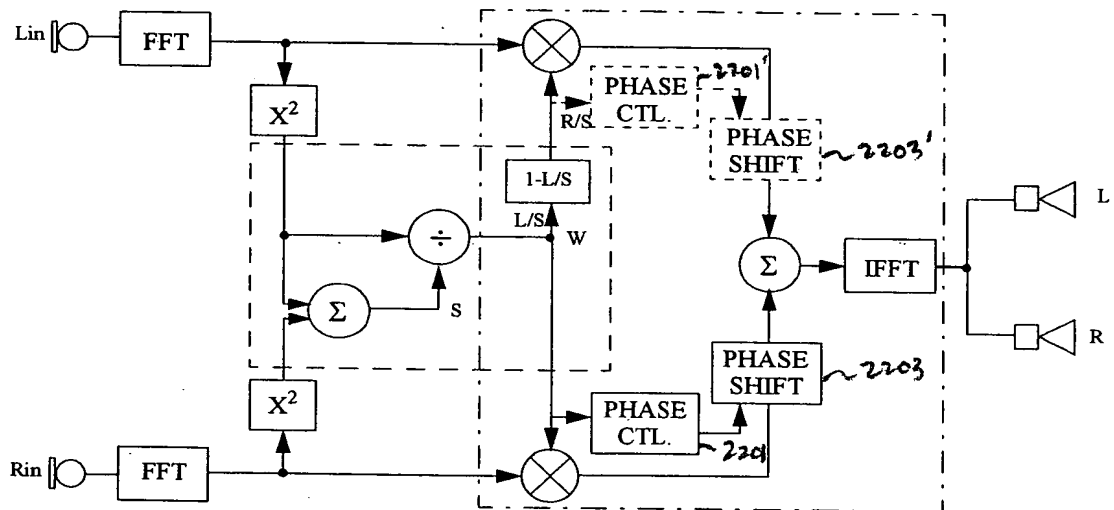 Lin
FFT
X²
PHASE
CTL.
2201'
R/S
PHASE
SHIFT
2203'
1-L/S
L/S
÷
W
Σ
S
Σ
IFFT
L
R
PHASE
SHIFT
2203
X²
PHASE
CTL.
2201
Rin
FFT